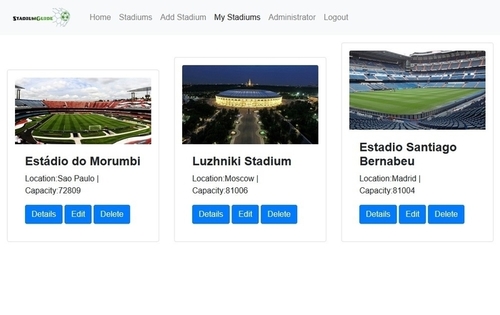 StadiumGuide
Home Stadiums Add Stadium My Stadiums Administrator Logout
Estádio do Morumbi
Location:Sao Paulo |
Capacity:72809
Details Edit Delete
Luzhniki Stadium
Location:Moscow |
Capacity:81006
Details Edit Delete
Estadio Santiago
Bernabeu
Location:Madrid |
Capacity:81004
Details Edit Delete